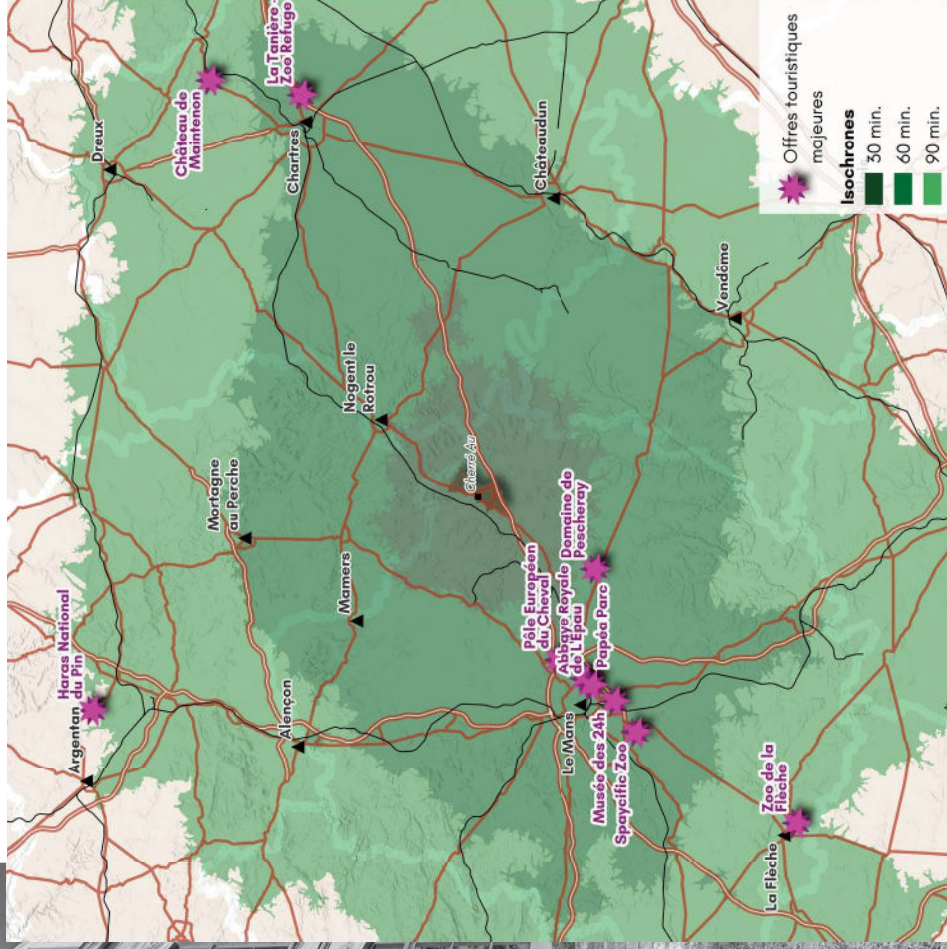 Dreux
Château de
Maintenon
La Tanière -
Zoo Refuge
Chartres
Châteaudun
Vendôme
Nogent le
Rotrou
Cherré Au
Mortagne
au Perche
Mamers
Haras National
du Pin
Argentan
Alençon
Pôle Européen
du Cheval
Abbaye Royale
de L'Epau
Domaine de
Pescheray
Papéa Parc
Le Mans
Musée des 24h
Spaycific Zoo
Zoo de la
Flèche
La Flèche
Offres touristiques
majeures
Isochrones
30 min.
60 min.
90 min.